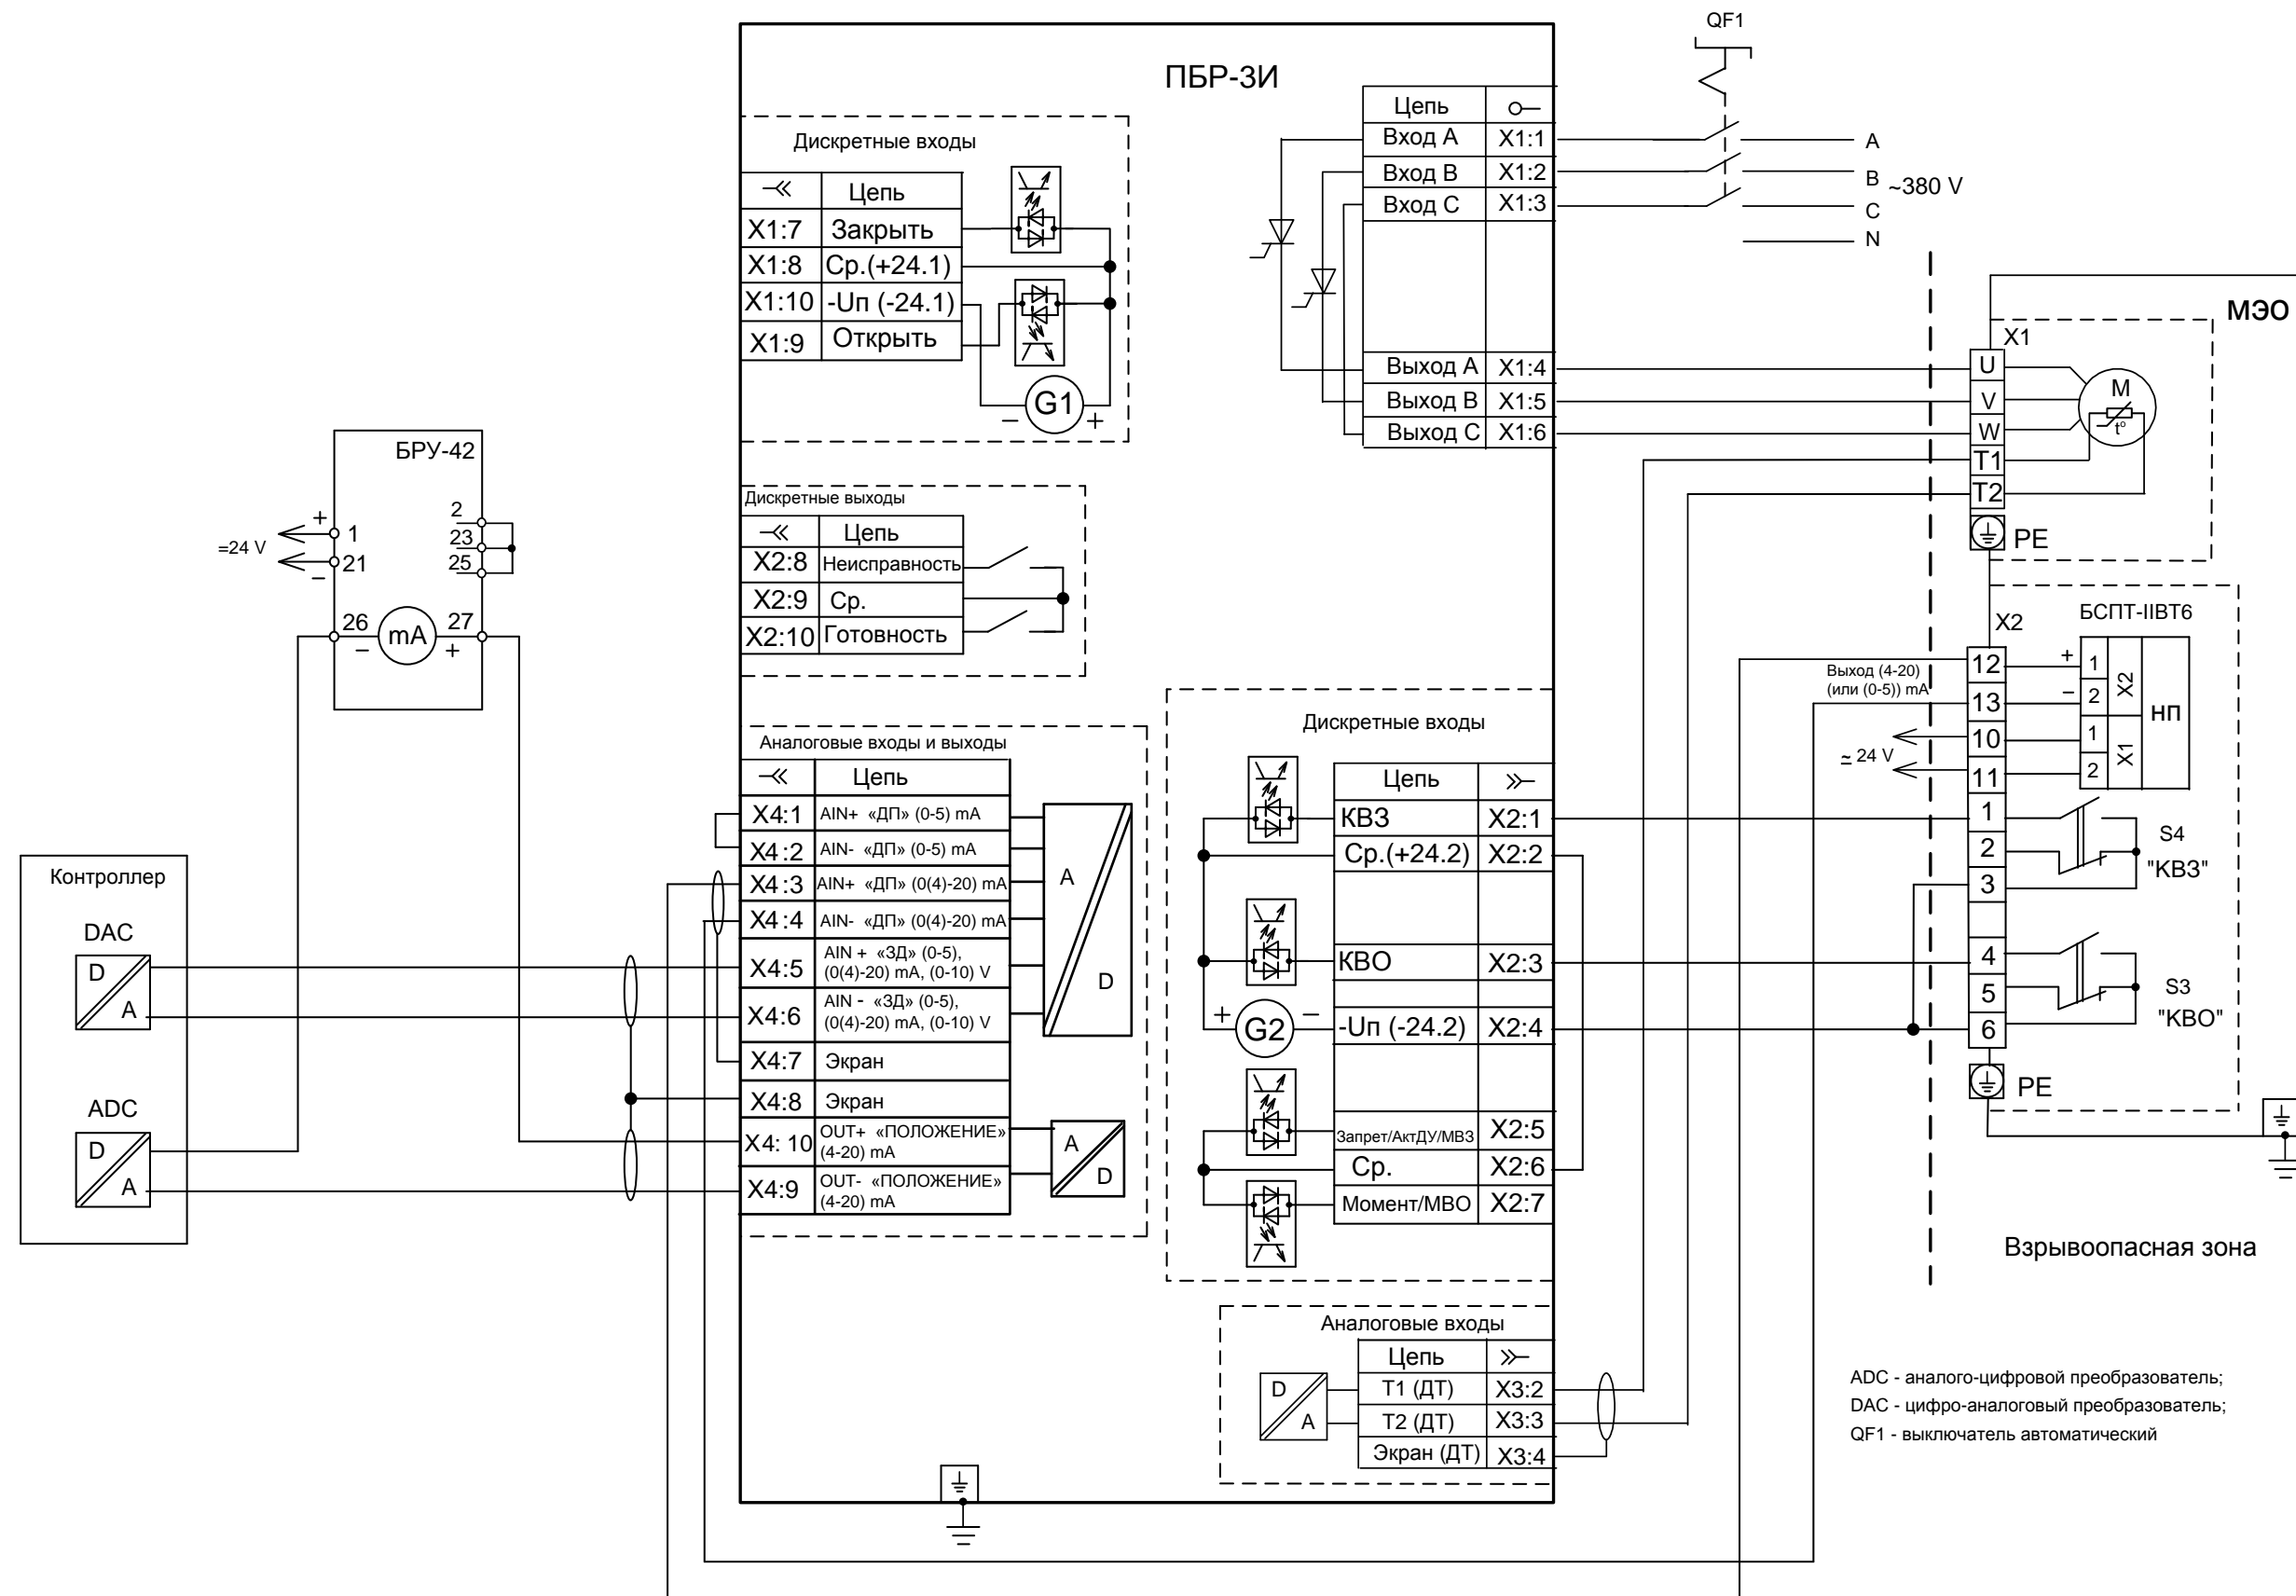 QF1
ПБР-3И
Цепь
Вход A X1:1
Вход B X1:2
Вход C X1:3
Выход A X1:4
Выход B X1:5
Выход C X1:6
A
B
C
N
~380 V
Дискретные входы
Цепь
X1:7 Закрыть
X1:8 Ср.(+24.1)
X1:10 -Uп (-24.1)
X1:9 Открыть
− G1 +
Дискретные выходы
Цепь
X2:8 Неисправность
X2:9 Ср.
X2:10 Готовность
БРУ-42
=24 V
+ 1
− 21
2
23
25
26 − mA + 27
Контроллер
DAC
D
A
ADC
D
A
Аналоговые входы и выходы
Цепь
X4:1 AIN+ «ДП» (0-5) mA
X4:2 AIN- «ДП» (0-5) mA
X4:3 AIN+ «ДП» (0(4)-20) mA
X4:4 AIN- «ДП» (0(4)-20) mA
X4:5 AIN + «ЗД» (0-5),
(0(4)-20) mA, (0-10) V
X4:6 AIN - «ЗД» (0-5),
(0(4)-20) mA, (0-10) V
X4:7 Экран
X4:8 Экран
X4: 10 OUT+ «ПОЛОЖЕНИЕ»
(4-20) mA
X4:9 OUT- «ПОЛОЖЕНИЕ»
(4-20) mA
A
D
A
D
Дискретные входы
Цепь
КВЗ X2:1
Ср.(+24.2) X2:2
КВО X2:3
+ G2 − -Uп (-24.2) X2:4
Запрет/АктДУ/МВЗ X2:5
Ср. X2:6
Момент/МВО X2:7
Аналоговые входы
Цепь
T1 (ДТ) X3:2
T2 (ДТ) X3:3
Экран (ДТ) X3:4
D
A
МЭО
X1
U
V
W
T1
T2
M
t°
PE
БСПТ-IIВТ6
X2
Выход (4-20)
(или (0-5)) mA
≃ 24 V
12 + 1
13 − 2
X2
10 1
11 2
X1
НП
1
2
3
S4
"КВЗ"
4
5
6
S3
"КВО"
PE
Взрывоопасная зона
ADC - аналого-цифровой преобразователь;
DAC - цифро-аналоговый преобразователь;
QF1 - выключатель автоматический